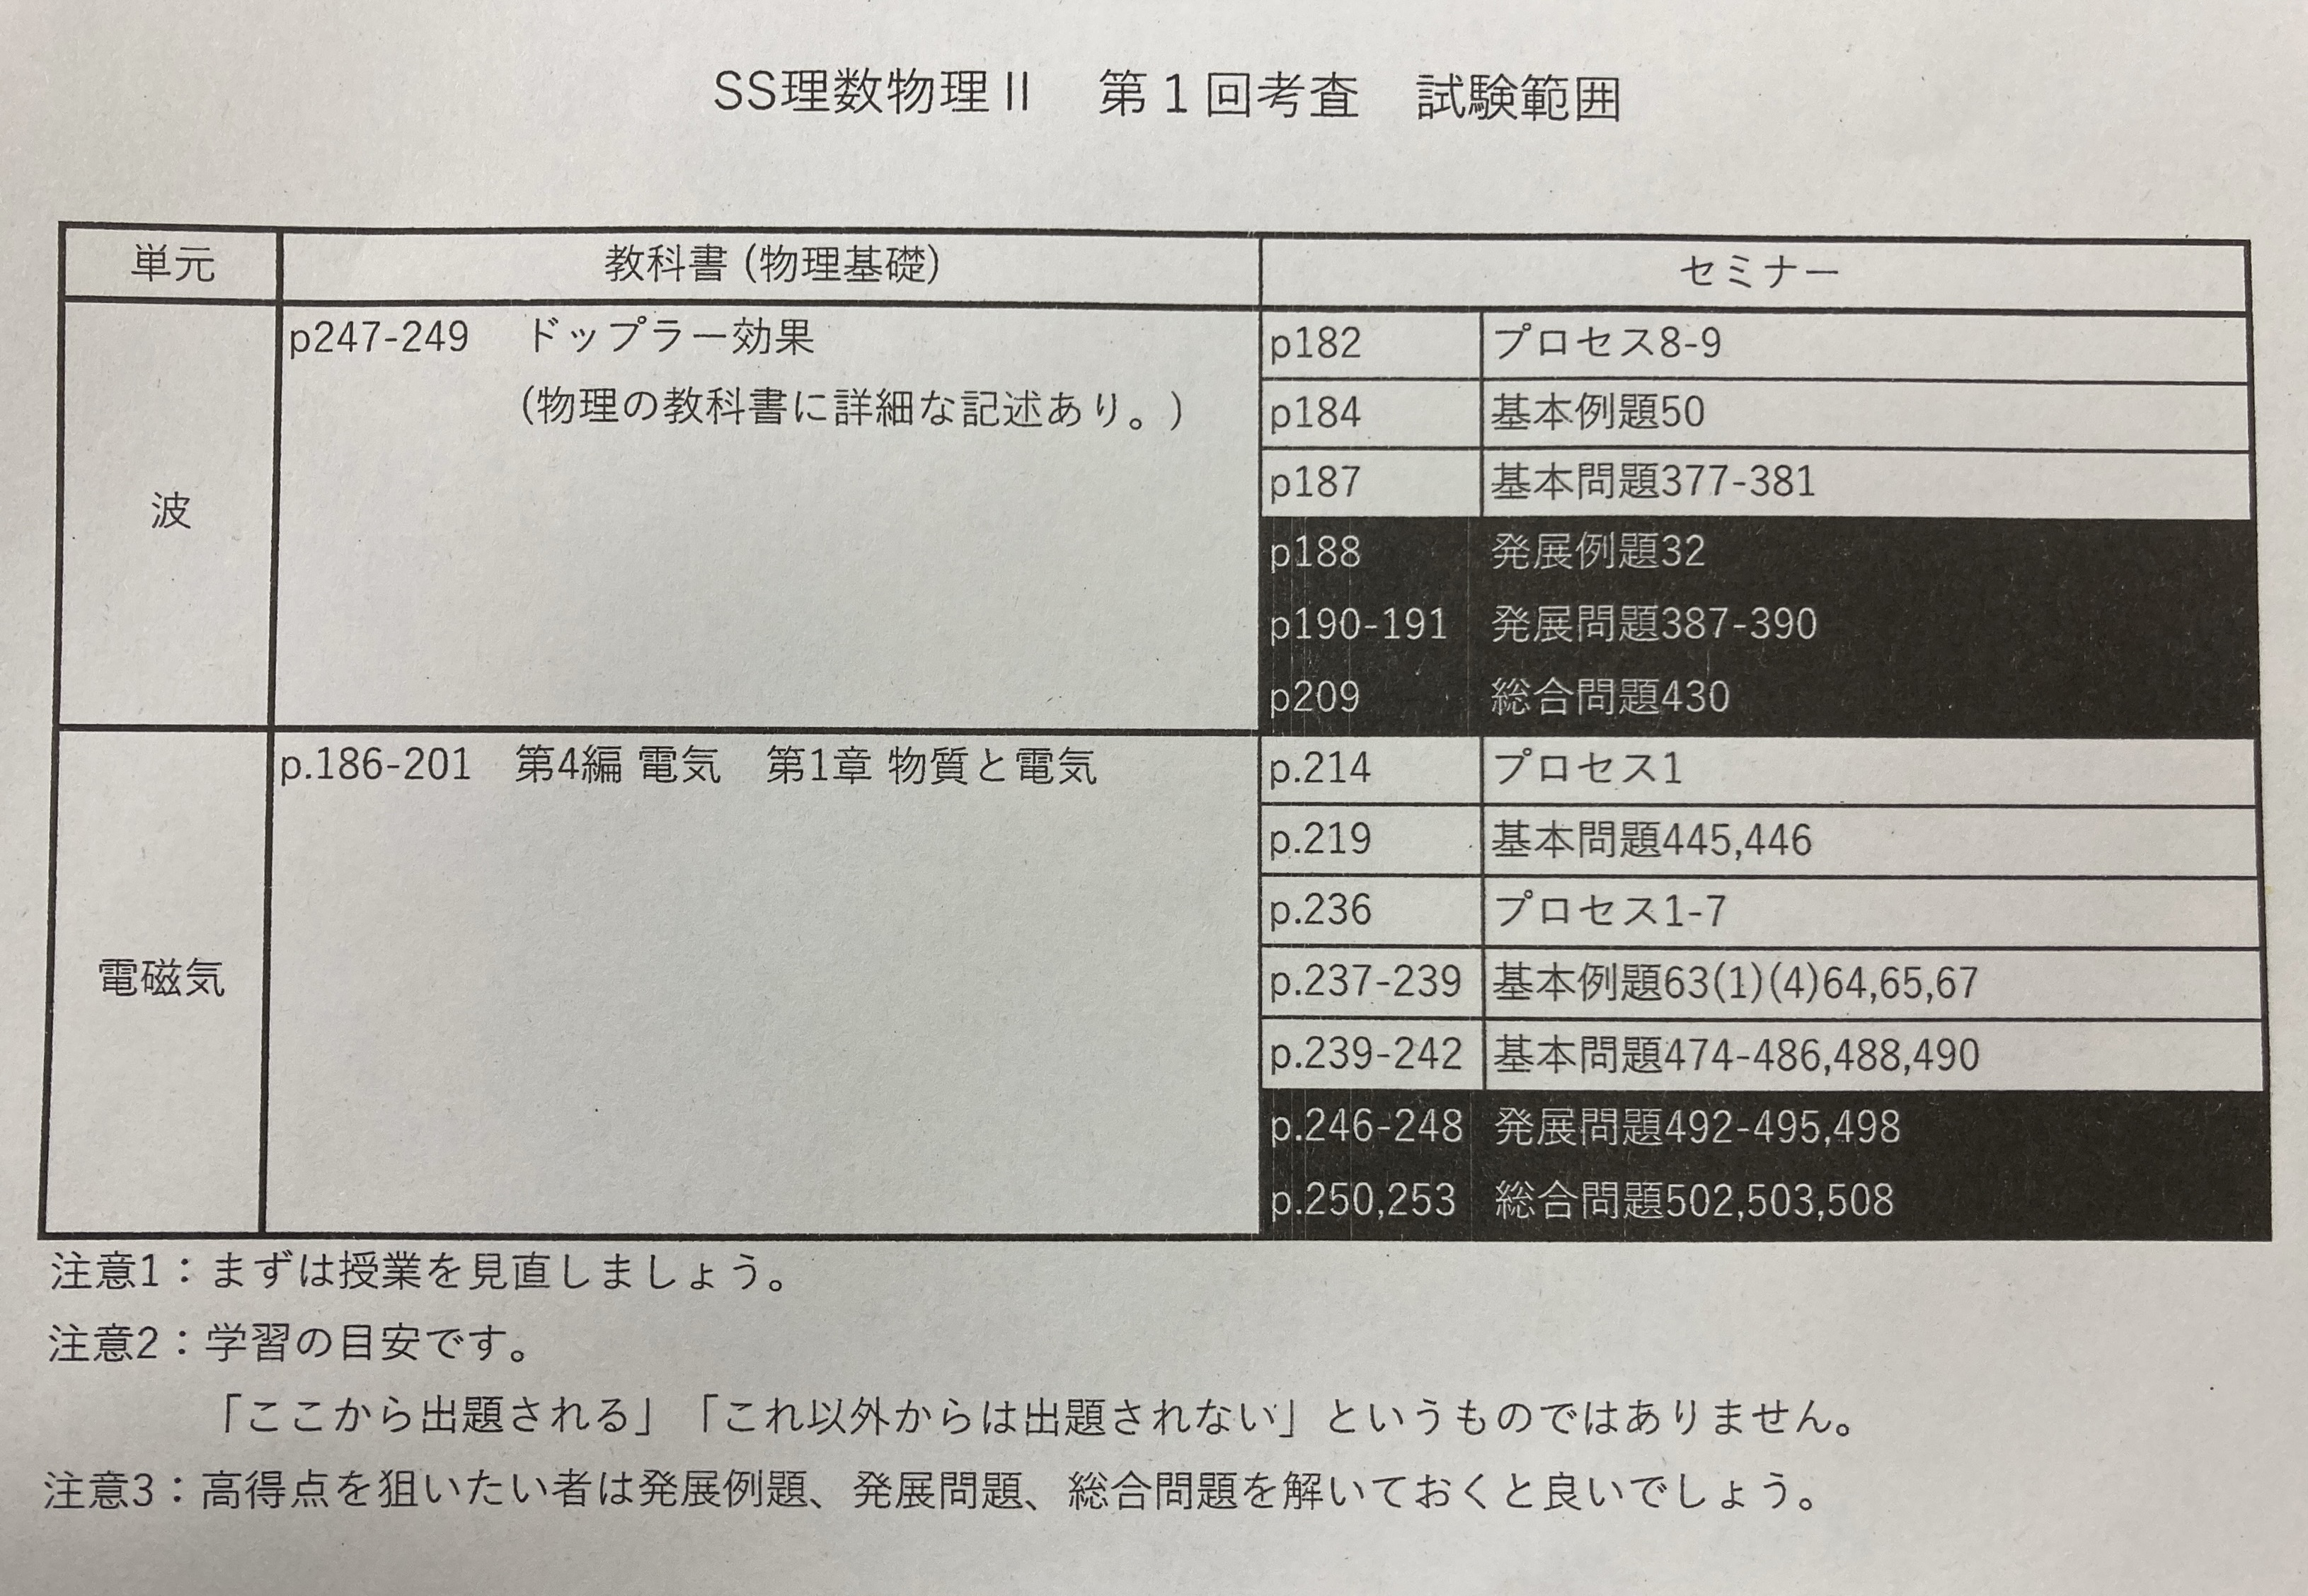 SS理数物理Ⅱ　第１回考査　試験範囲
単元　教科書 (物理基礎)　セミナー
波
p247-249　ドップラー効果
(物理の教科書に詳細な記述あり。)
p182　プロセス8-9
p184　基本例題50
p187　基本問題377-381
p188　発展例題32
p190-191　発展問題387-390
p209　総合問題430
電磁気
p.186-201　第4編 電気　第1章 物質と電気
p.214　プロセス1
p.219　基本問題445,446
p.236　プロセス1-7
p.237-239　基本例題63(1)(4)64,65,67
p.239-242　基本問題474-486,488,490
p.246-248　発展問題492-495,498
p.250,253　総合問題502,503,508
注意1：まずは授業を見直しましょう。
注意2：学習の目安です。
「ここから出題される」「これ以外からは出題されない」というものではありません。
注意3：高得点を狙いたい者は発展例題、発展問題、総合問題を解いておくと良いでしょう。